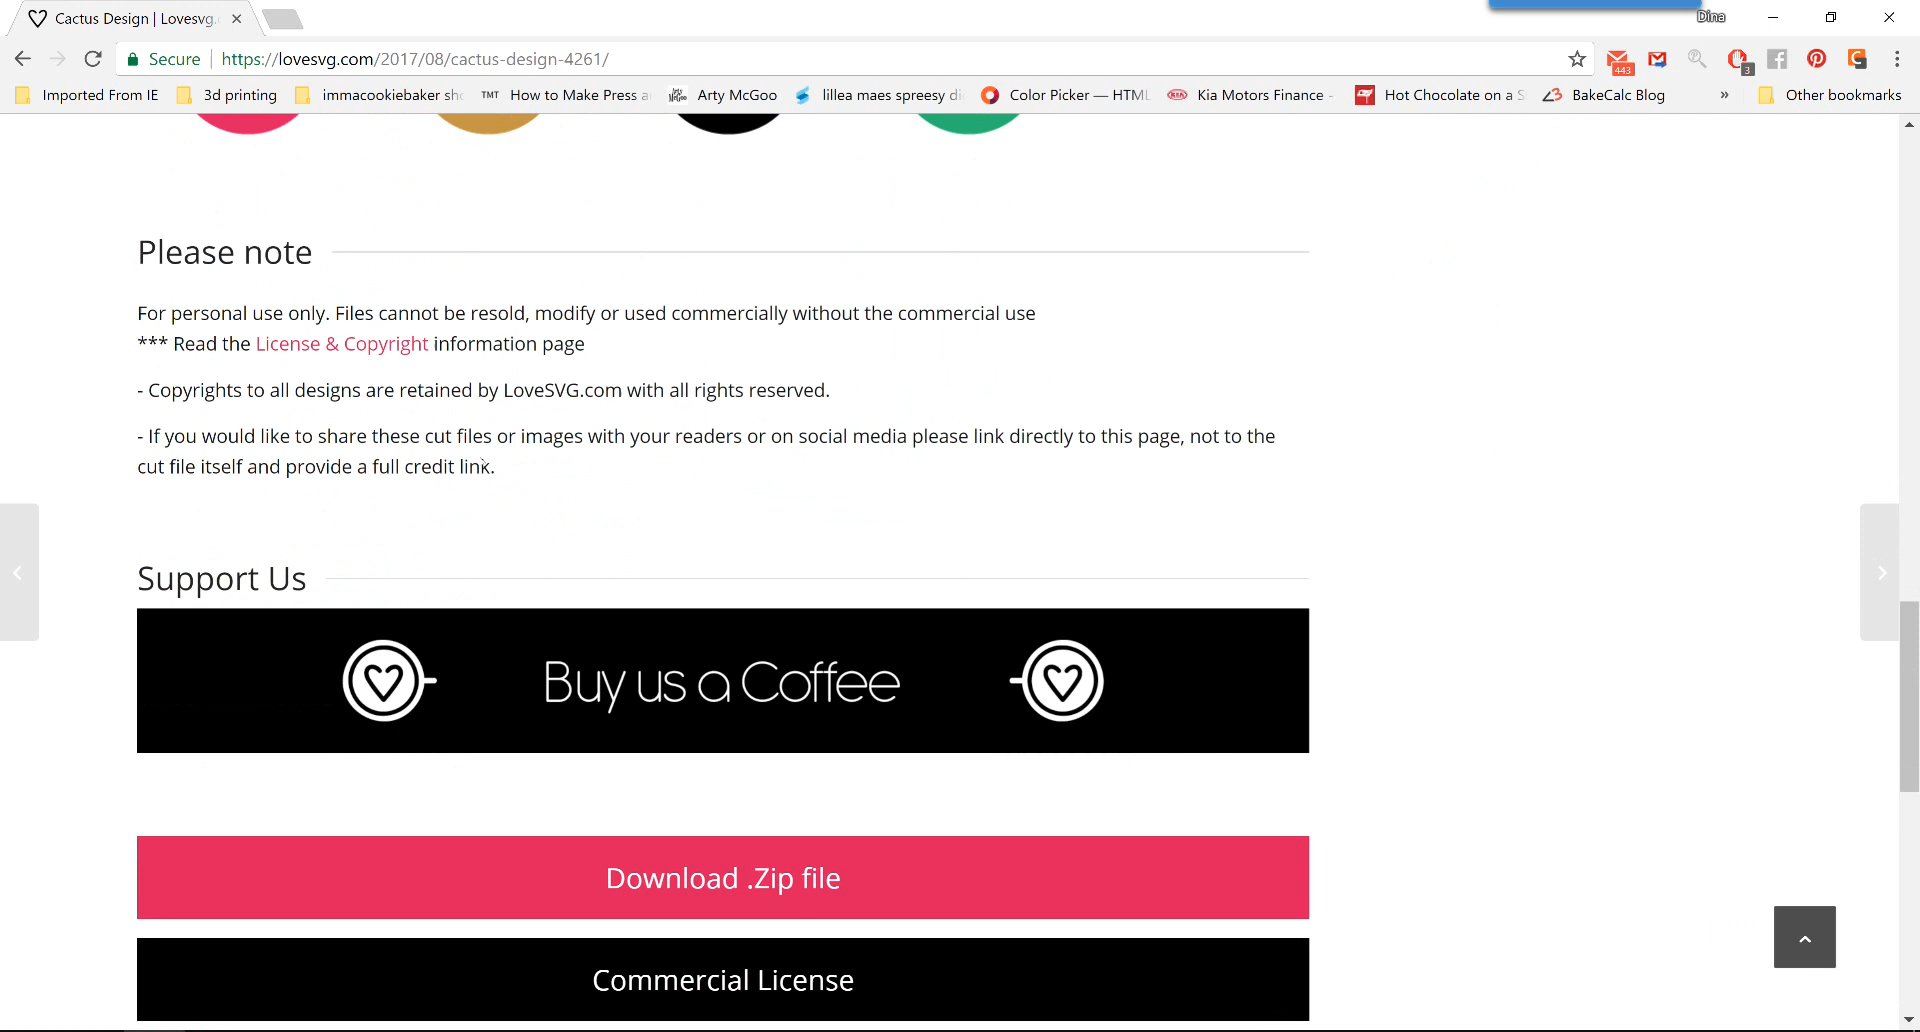 Cactus Design | Lovesvg.
Dina
Secure | https://lovesvg.com/2017/08/cactus-design-4261/
443
3
Imported From IE 3d printing immacookiebaker sh TMT How to Make Press a Arty McGoo lillea maes spreesy di Color Picker — HTML KIA Kia Motors Finance - Hot Chocolate on a S BakeCalc Blog » Other bookmarks
Please note
For personal use only. Files cannot be resold, modify or used commercially without the commercial use
*** Read the License & Copyright information page
- Copyrights to all designs are retained by LoveSVG.com with all rights reserved.
- If you would like to share these cut files or images with your readers or on social media please link directly to this page, not to the
cut file itself and provide a full credit link.
Support Us
Buy us a Coffee
Download .Zip file
Commercial License